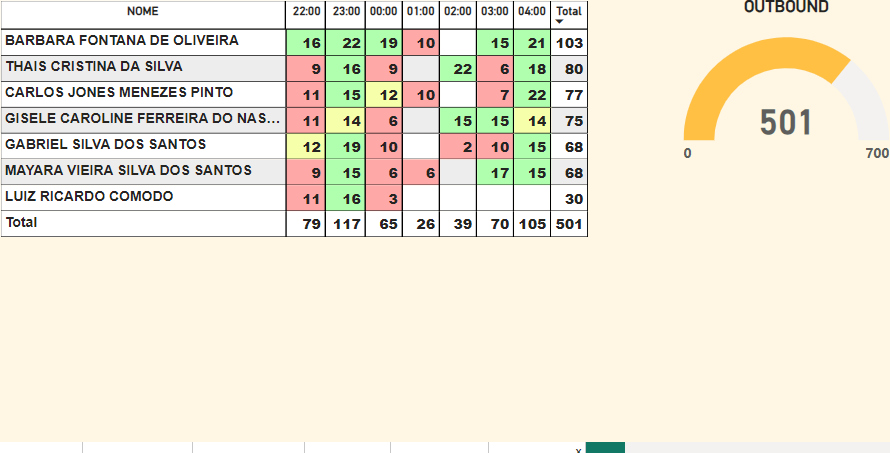 NOME 22:00 23:00 00:00 01:00 02:00 03:00 04:00 Total
BARBARA FONTANA DE OLIVEIRA 16 22 19 10 15 21 103
THAIS CRISTINA DA SILVA 9 16 9 22 6 18 80
CARLOS JONES MENEZES PINTO 11 15 12 10 7 22 77
GISELE CAROLINE FERREIRA DO NAS... 11 14 6 15 15 14 75
GABRIEL SILVA DOS SANTOS 12 19 10 2 10 15 68
MAYARA VIEIRA SILVA DOS SANTOS 9 15 6 6 17 15 68
LUIZ RICARDO COMODO 11 16 3 30
Total 79 117 65 26 39 70 105 501
OUTBOUND
501
0 700
x